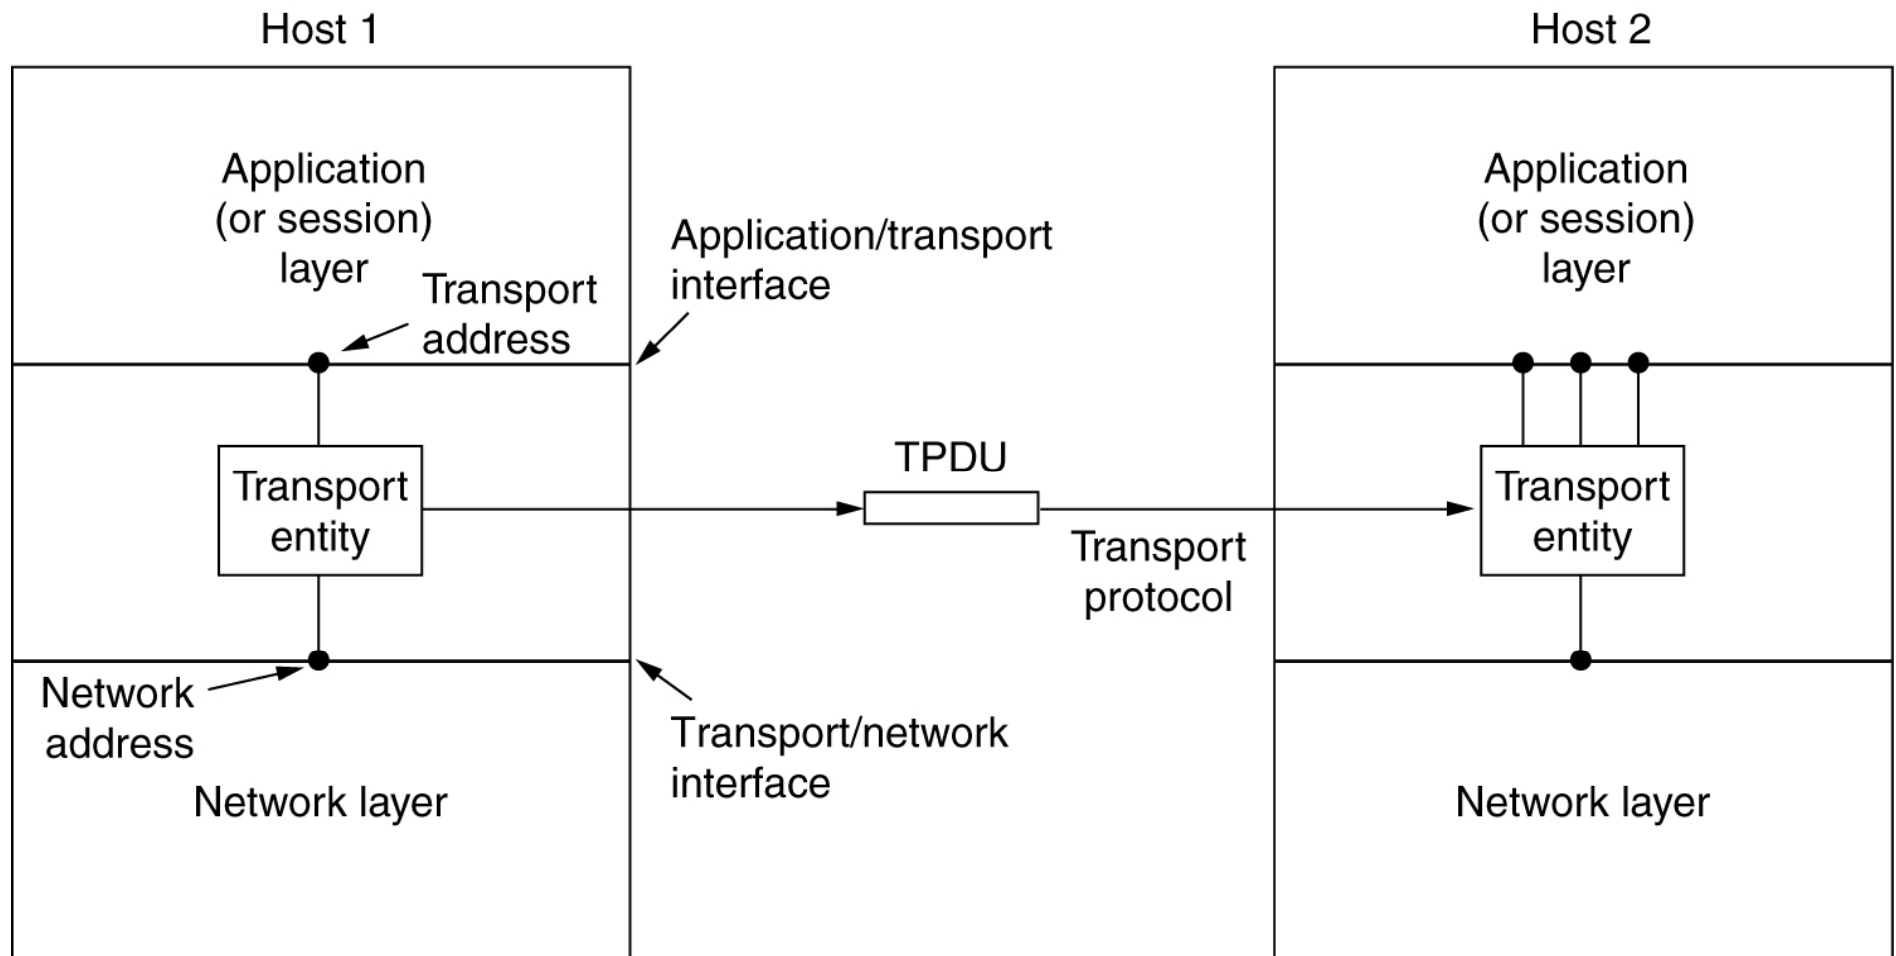 Host 1
Host 2
Application
(or session)
layer
Transport
address
Application/transport
interface
Application
(or session)
layer
Transport
entity
TPDU
Transport
protocol
Transport
entity
Network
address
Transport/network
interface
Network layer
Network layer